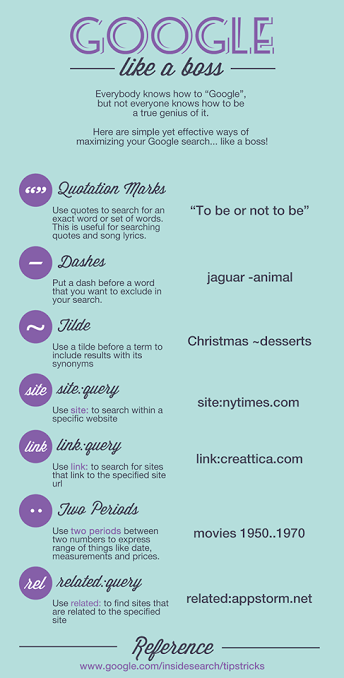 GOOGLE
like a boss
Everybody knows how to “Google”,
but not everyone knows how to be
a true genius of it.
Here are simple yet effective ways of
maximizing your Google search... like a boss!
“” Quotation Marks
Use quotes to search for an
exact word or set of words.
This is useful for searching
quotes and song lyrics.
“To be or not to be”
– Dashes
Put a dash before a word
that you want to exclude in
your search.
jaguar -animal
~ Tilde
Use a tilde before a term to
include results with its
synonyms
Christmas ~desserts
site site:query
Use site: to search within a
specific website
site:nytimes.com
link link:query
Use link: to search for sites
that link to the specified site
url
link:creattica.com
.. Two Periods
Use two periods between
two numbers to express
range of things like date,
measurements and prices.
movies 1950..1970
rel related:query
Use related: to find sites that
are related to the specified
site
related:appstorm.net
Reference
www.google.com/insidesearch/tipstricks